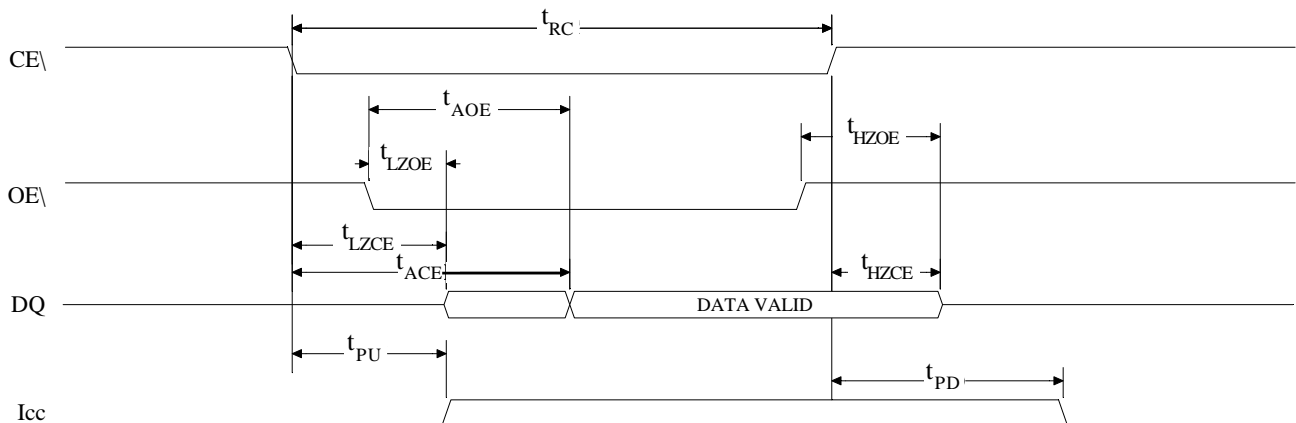 tRC
CE\
tAOE
tHZOE
tLZOE
OE\
tLZCE
tACE
tHZCE
DQ
DATA VALID
tPU
tPD
Icc